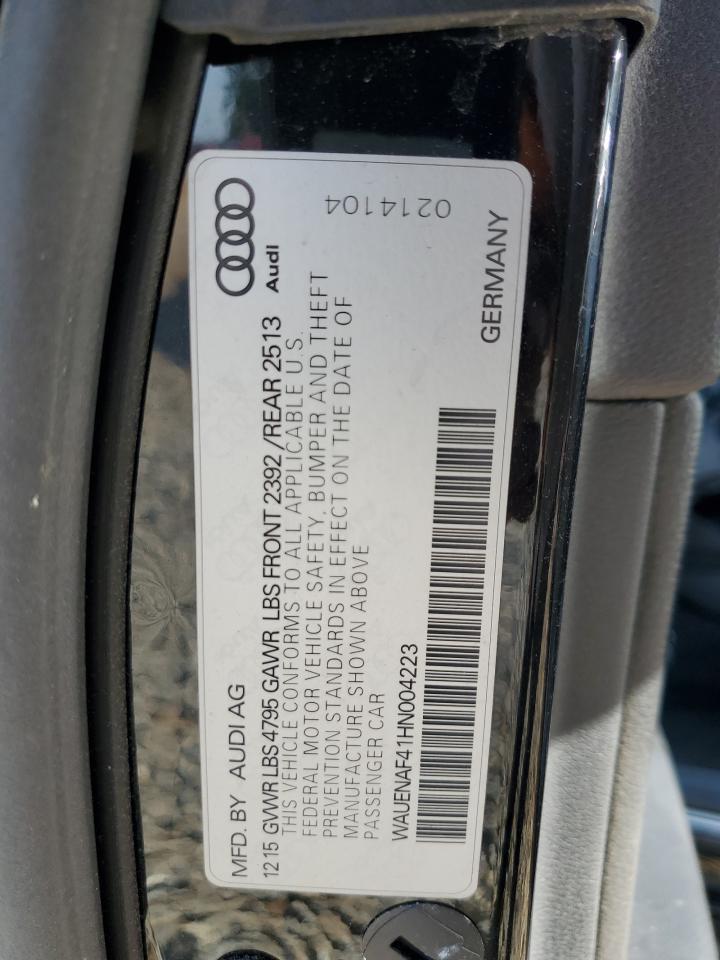 MFD. BY AUDI AG
Audi
1215 GVWR LBS 4795 GAWR LBS FRONT 2392 /REAR 2513
THIS VEHICLE CONFORMS TO ALL APPLICABLE U.S.
FEDERAL MOTOR VEHICLE SAFETY, BUMPER AND THEFT
PREVENTION STANDARDS IN EFFECT ON THE DATE OF
MANUFACTURE SHOWN ABOVE
PASSENGER CAR
0214104
WAUENAF41HN004223
GERMANY